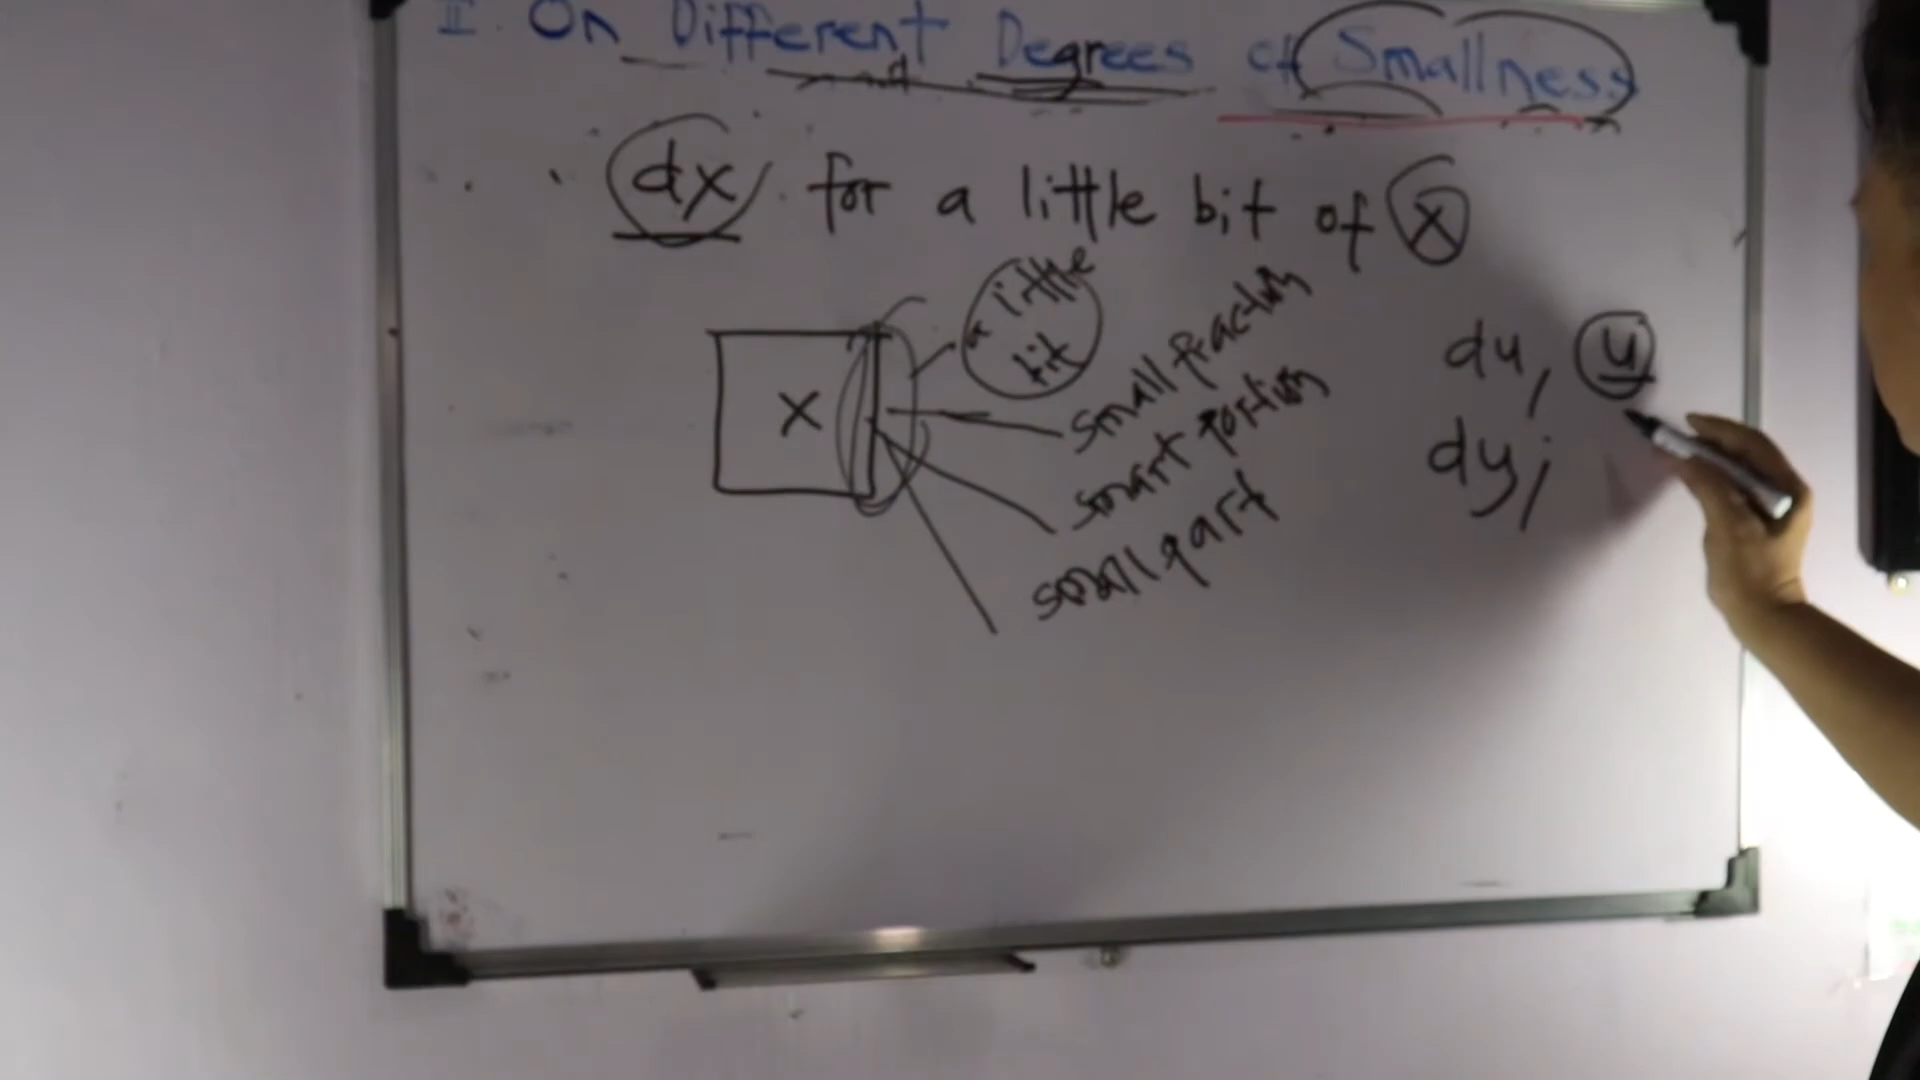 II. On Different Degrees of Smallness
dx for a little bit of x
a little bit
x
small fraction
smart portion
small part
du, u
dy,